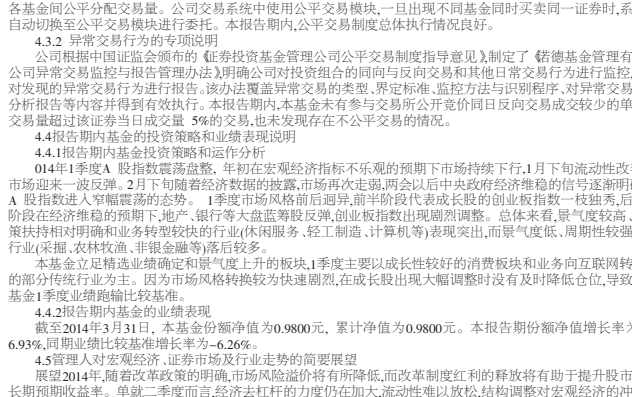 各基金间公平分配交易量。公司交易系统中使用公平交易模块,一旦出现不同基金同时买卖同一证券时,系
自动切换至公平交易模块进行委托。本报告期内,公平交易制度总体执行情况良好。
4.3.2 异常交易行为的专项说明
公司根据中国证监会颁布的《证券投资基金管理公司公平交易制度指导意见》,制定了《诺德基金管理有
公司异常交易监控与报告管理办法》,明确公司对投资组合的同向与反向交易和其他日常交易行为进行监控,
对发现的异常交易行为进行报告。该办法覆盖异常交易的类型、界定标准、监控方法与识别程序、对异常交易
分析报告等内容并得到有效执行。本报告期内,本基金未有参与交易所公开竞价同日反向交易成交较少的单
交易量超过该证券当日成交量 5%的交易,也未发现存在不公平交易的情况。
4.4报告期内基金的投资策略和业绩表现说明
4.4.1报告期内基金投资策略和运作分析
014年1季度A 股指数震荡盘整, 年初在宏观经济指标不乐观的预期下市场持续下行,1月下旬流动性改
市场迎来一波反弹。2月下旬随着经济数据的披露,市场再次走弱,两会以后中央政府经济维稳的信号逐渐明
A 股指数进入窄幅震荡的态势。 1季度市场风格前后迥异,前半阶段代表成长股的创业板指数一枝独秀,后
阶段在经济维稳的预期下,地产、银行等大盘蓝筹股反弹,创业板指数出现剧烈调整。总体来看,景气度较高、
策扶持相对明确和业务转型较快的行业(休闲服务、轻工制造、计算机等)表现突出,而景气度低、周期性较强
行业(采掘、农林牧渔、非银金融等)落后较多。
本基金立足精选业绩确定和景气度上升的板块,1季度主要以成长性较好的消费板块和业务向互联网转
的部分传统行业为主。因为市场风格转换较为快速剧烈,在成长股出现大幅调整时没有及时降低仓位,导致
基金1季度业绩跑输比较基准。
4.4.2报告期内基金的业绩表现
截至2014年3月31日, 本基金份额净值为0.9800元, 累计净值为0.9800元。本报告期份额净值增长率为
6.93%,同期业绩比较基准增长率为-6.26%。
4.5管理人对宏观经济、证券市场及行业走势的简要展望
展望2014年,随着改革政策的明确,市场风险溢价将有所降低,而改革制度红利的释放将有助于提升股市
长期预期收益率。单就二季度而言,经济去杠杆的力度仍在加大,流动性难以放松,结构调整对宏观经济的冲